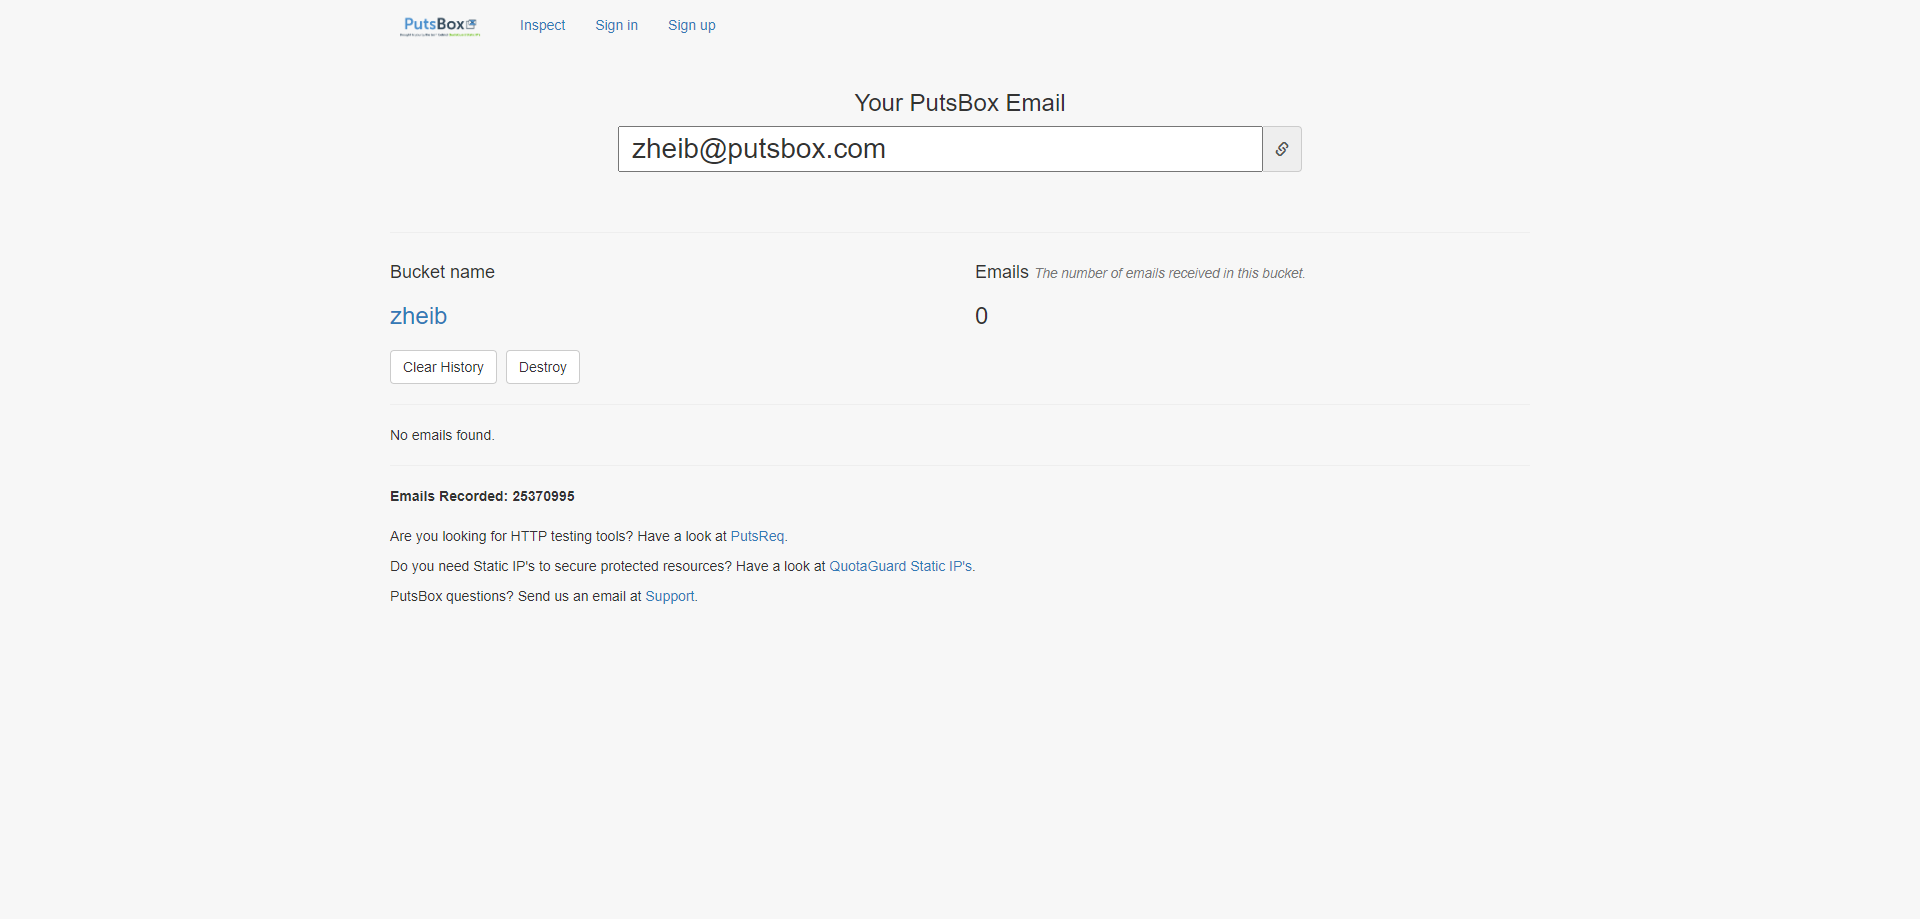 PutsBox
Inspect
Sign in
Sign up
Your PutsBox Email
zheib@putsbox.com
Bucket name
Emails The number of emails received in this bucket.
zheib
0
Clear History
Destroy
No emails found.
Emails Recorded: 25370995
Are you looking for HTTP testing tools? Have a look at PutsReq.
Do you need Static IP's to secure protected resources? Have a look at QuotaGuard Static IP's.
PutsBox questions? Send us an email at Support.